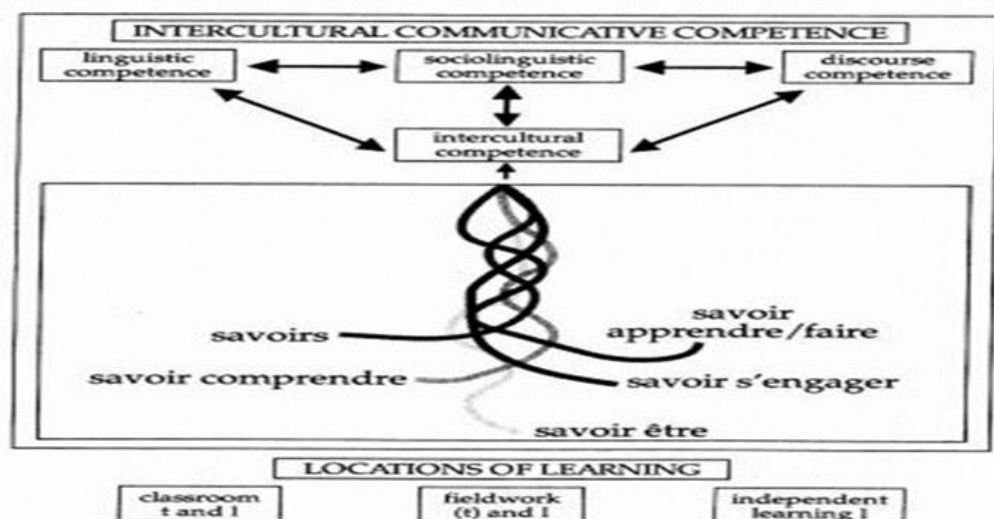 INTERCULTURAL COMMUNICATIVE COMPETENCE
linguistic
competence
sociolinguistic
competence
discourse
competence
intercultural
competence
savoirs
savoir
apprendre/faire
savoir comprendre
savoir s'engager
savoir être
LOCATIONS OF LEARNING
classroom
t and l
fieldwork
(t) and l
independent
learning l